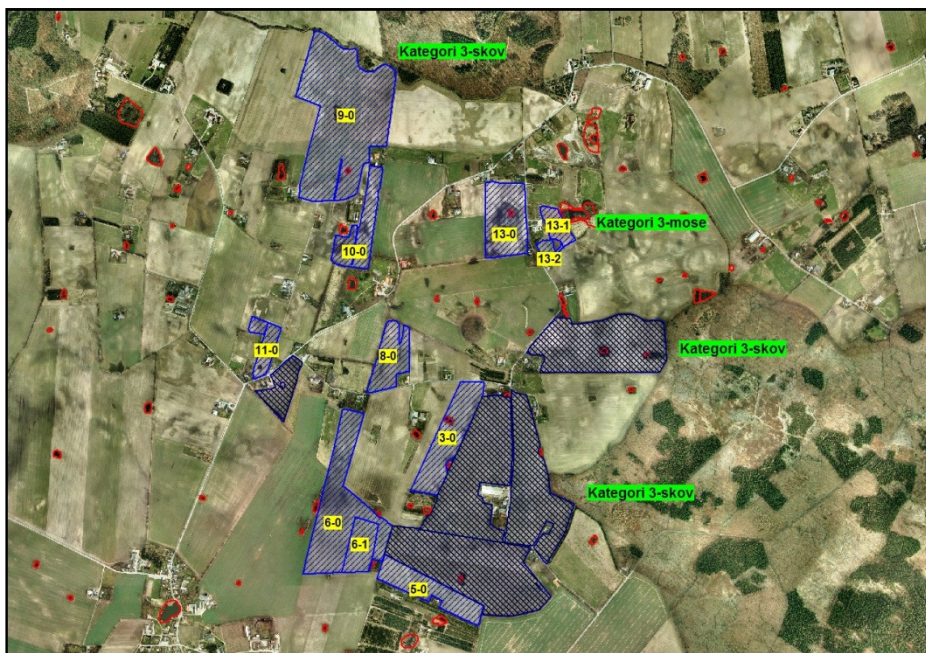 Kategori 3-skov
9-0
13-0
13-1
Kategori 3-mose
10-0
13-2
11-0
8-0
Kategori 3-skov
3-0
Kategori 3-skov
6-0
6-1
5-0